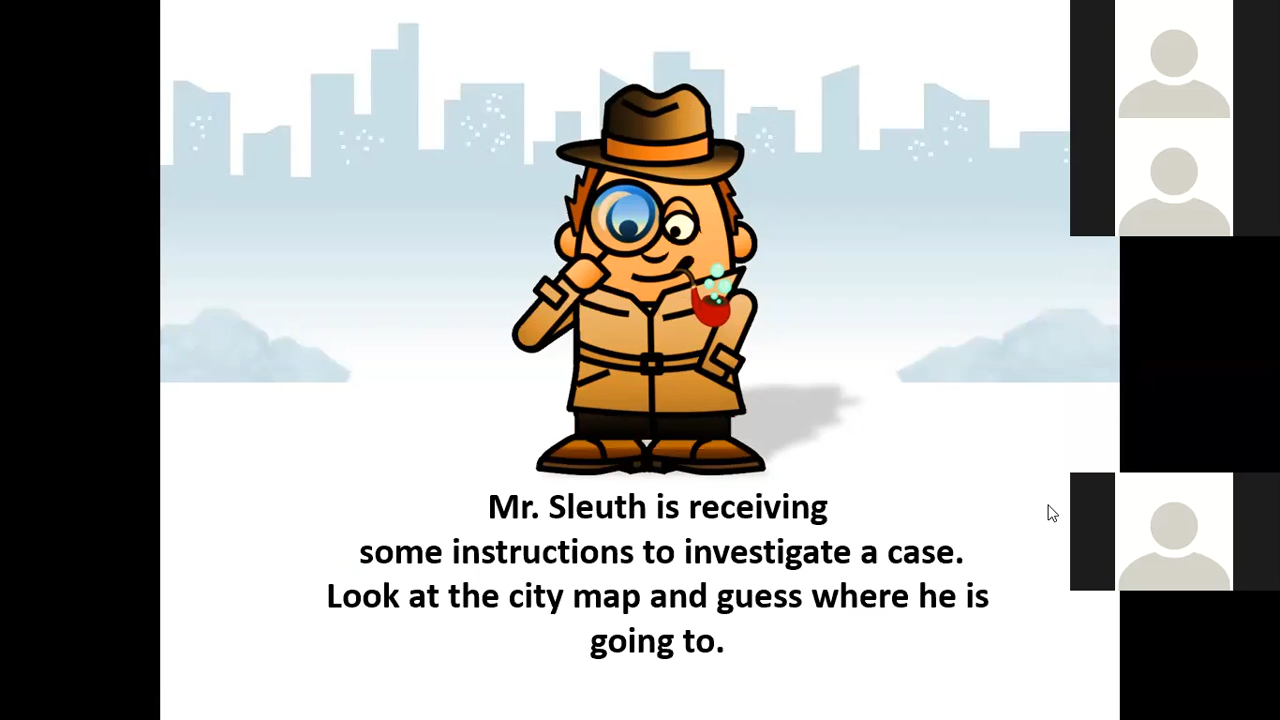 Mr. Sleuth is receiving
some instructions to investigate a case.
Look at the city map and guess where he is
going to.